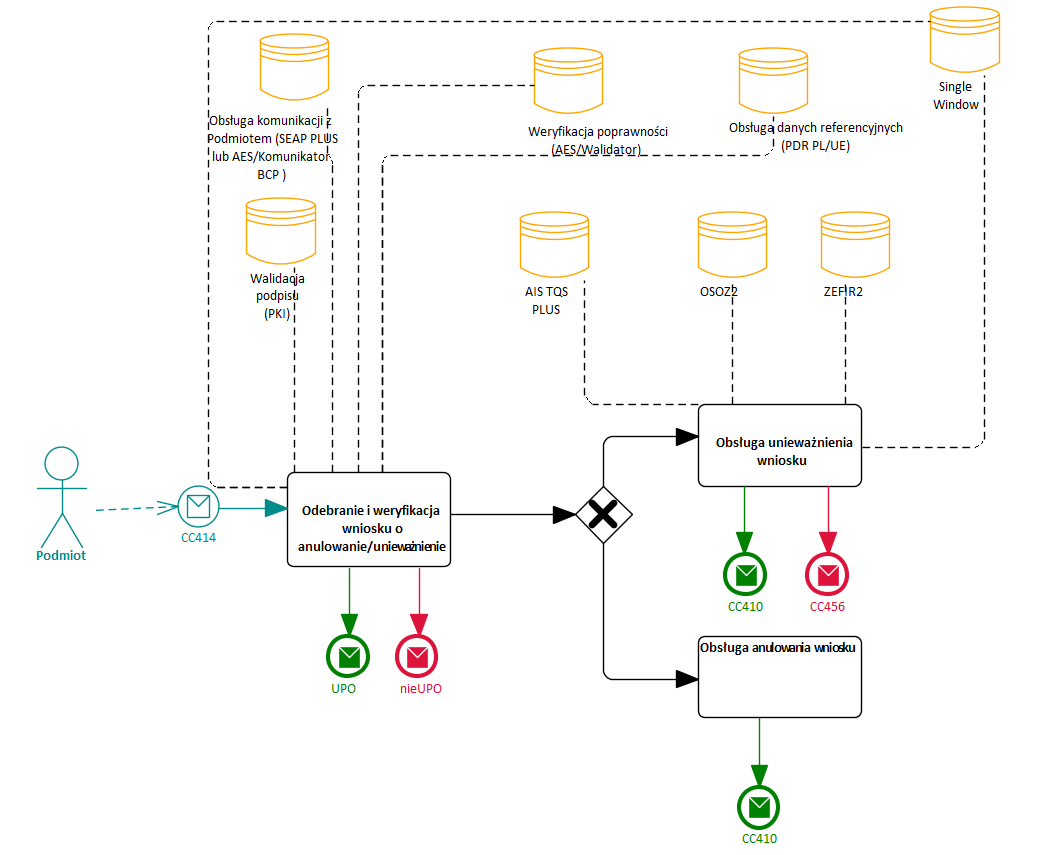 Single
Window
Obsługa komunikacji z
Podmiotem (SEAP PLUS
lub AES/Komunikator
BCP )
Weryfikacja poprawności
(AES/Walidator)
Obsługa danych referencyjnych
(PDR PL/UE)
Walidacja
podpisu
(PKI)
AIS TQS
PLUS
OSOZ2
ZEFIR2
Obsługa unieważnienia
wniosku
Podmiot
CC414
Odebranie i weryfikacja
wniosku o
anulowanie/unieważnienie
CC410
CC456
UPO
nieUPO
Obsługa anulowania wniosku
CC410